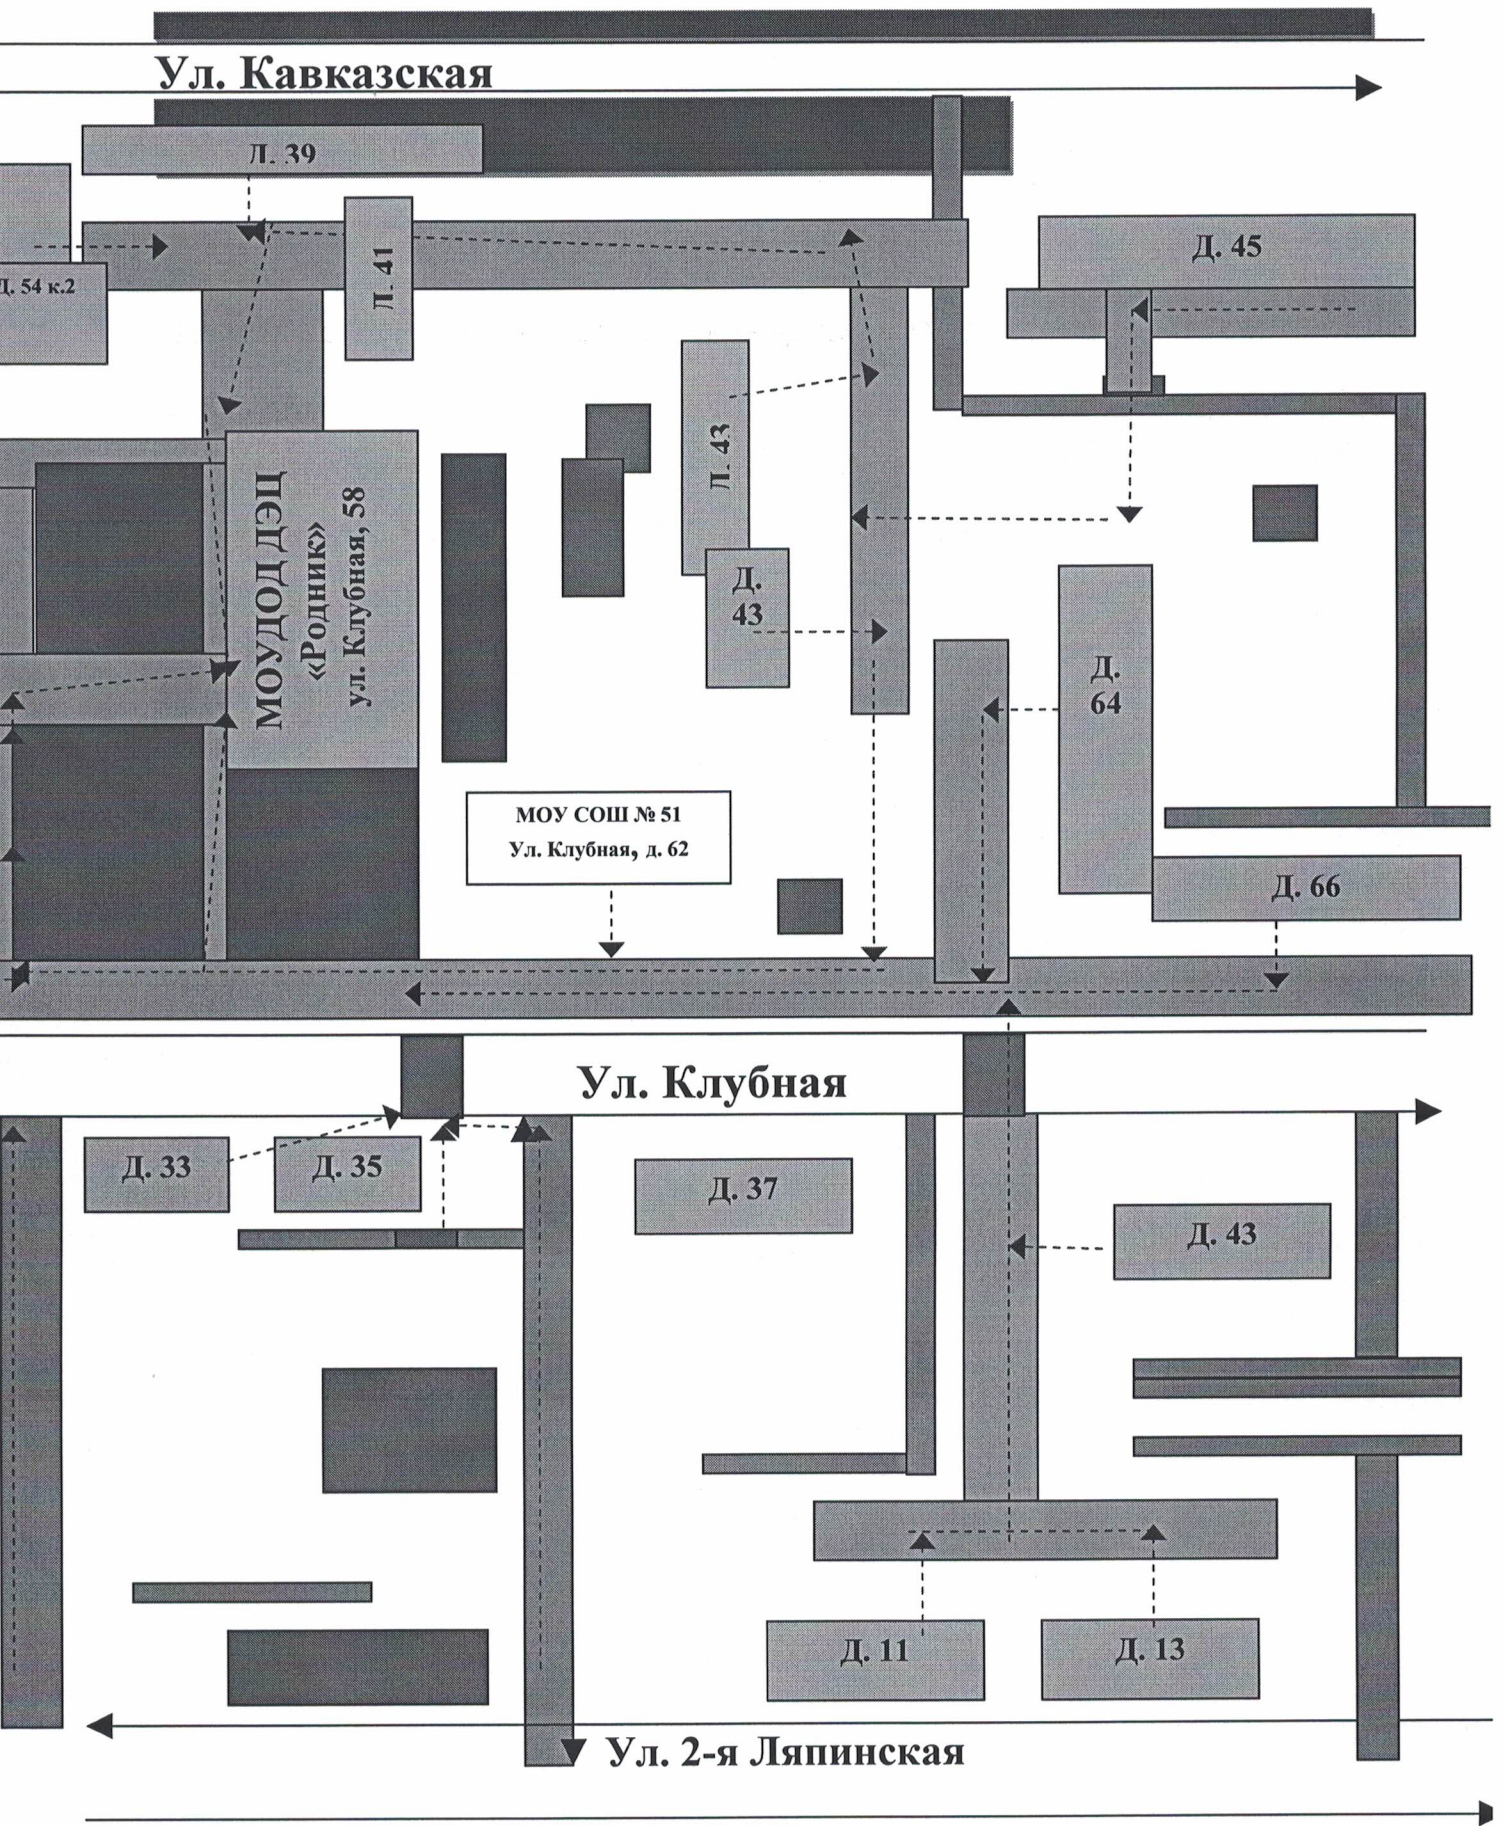 Ул. Кавказская
Д. 39
Д. 41
Д. 45
Д. 54 к.2
Д. 43
МОУДОД ДЭЦ
«Родник»
ул. Клубная, 58
Д.
43
Д.
64
МОУ СОШ № 51
Ул. Клубная, д. 62
Д. 66
Ул. Клубная
Д. 33
Д. 35
Д. 37
Д. 43
Д. 11
Д. 13
Ул. 2-я Ляпинская